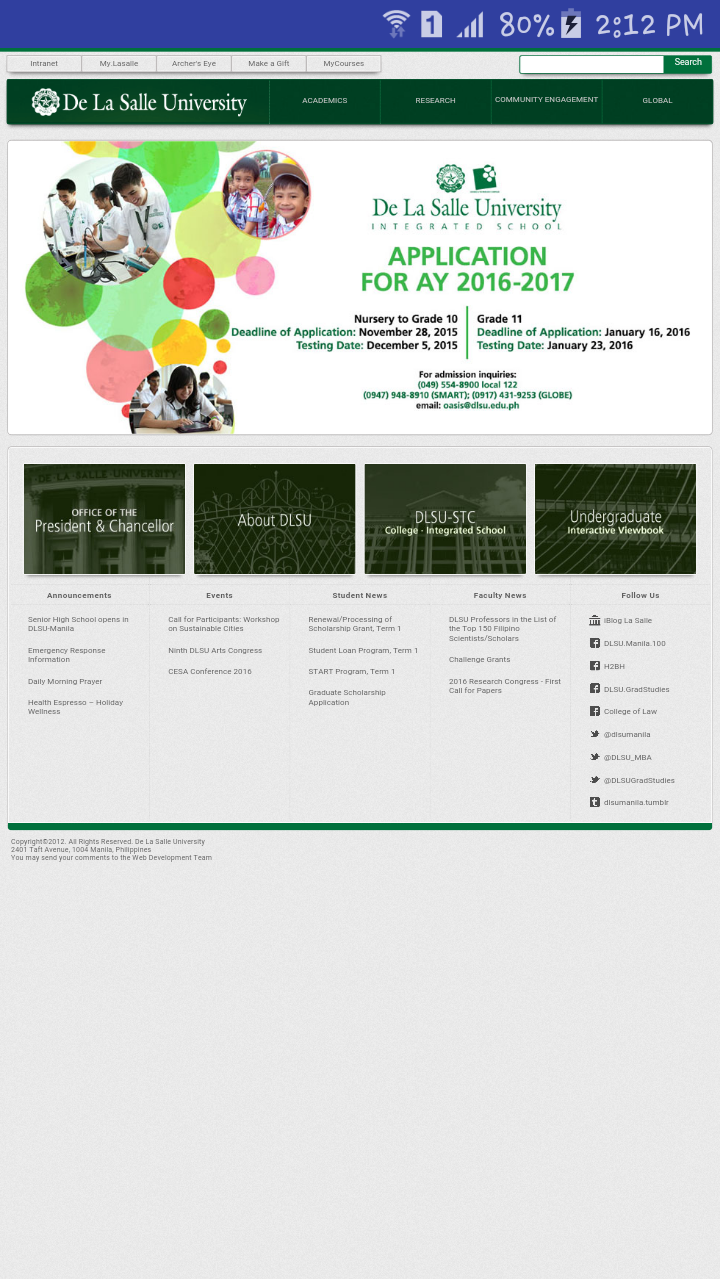 1 80% 2:12 PM
Intranet My.Lasalle Archer's Eye Make a Gift MyCourses Search
De La Salle University ACADEMICS RESEARCH COMMUNITY ENGAGEMENT GLOBAL
De La Salle University
INTEGRATED SCHOOL
APPLICATION
FOR AY 2016-2017
Nursery to Grade 10
Deadline of Application: November 28, 2015
Testing Date: December 5, 2015
Grade 11
Deadline of Application: January 16, 2016
Testing Date: January 23, 2016
For admission inquiries:
(049) 554-8900 local 122
(0947) 948-8910 (SMART); (0917) 431-9253 (GLOBE)
email: oasis@dlsu.edu.ph
DE LA SALLE UNIVERSITY
OFFICE OF THE
President & Chancellor
About DLSU
DLSU-STC
College · Integrated School
Undergraduate
Interactive Viewbook
Announcements
Senior High School opens in
DLSU-Manila
Emergency Response
Information
Daily Morning Prayer
Health Espresso – Holiday
Wellness
Events
Call for Participants: Workshop
on Sustainable Cities
Ninth DLSU Arts Congress
CESA Conference 2016
Student News
Renewal/Processing of
Scholarship Grant, Term 1
Student Loan Program, Term 1
START Program, Term 1
Graduate Scholarship
Application
Faculty News
DLSU Professors in the List of
the Top 150 Filipino
Scientists/Scholars
Challenge Grants
2016 Research Congress - First
Call for Papers
Follow Us
iBlog La Salle
DLSU.Manila.100
H2BH
DLSU.GradStudies
College of Law
@dlsumanila
@DLSU_MBA
@DLSUGradStudies
dlsumanila.tumblr
Copyright©2012. All Rights Reserved. De La Salle University
2401 Taft Avenue, 1004 Manila, Philippines
You may send your comments to the Web Development Team